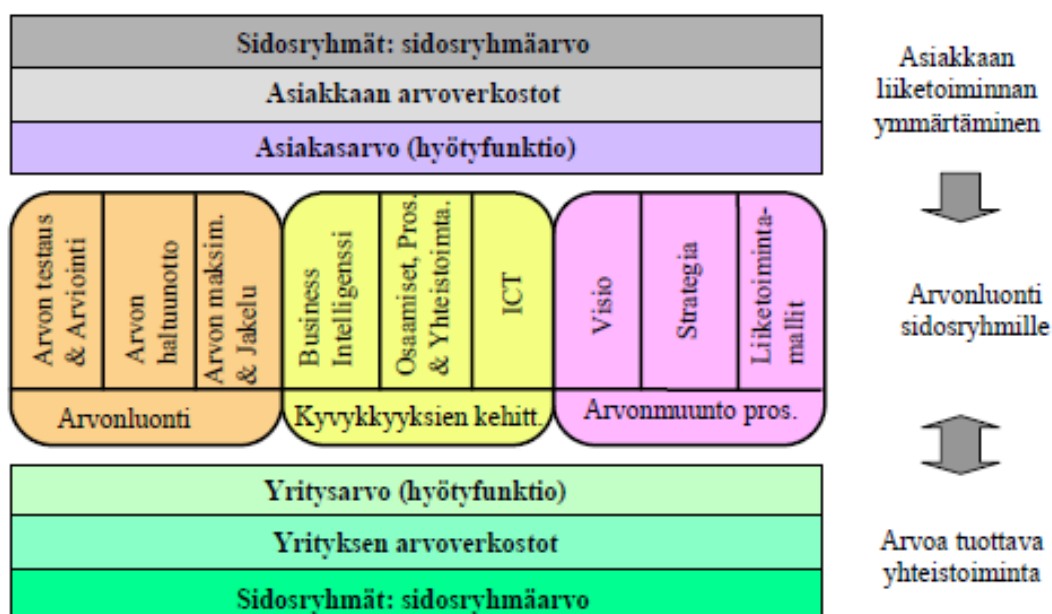 Sidosryhmät: sidosryhmäarvo
Asiakkaan arvoverkostot
Asiakasarvo (hyötyfunktio)
Asiakkaan
liiketoiminnan
ymmärtäminen
Arvon testaus
& Arviointi
Arvon
haltuunotto
Arvon maksim.
& Jakelu
Arvonluonti
Business
Intelligenssi
Osaamiset, Pros.
& Yhteistoimta.
ICT
Kyvykkyyksien kehitt.
Visio
Strategia
Liiketoiminta-
mallit
Arvonmuunto pros.
Arvonluonti
sidosryhmille
Yritysarvo (hyötyfunktio)
Yrityksen arvoverkostot
Sidosryhmät: sidosryhmäarvo
Arvoa tuottava
yhteistoiminta